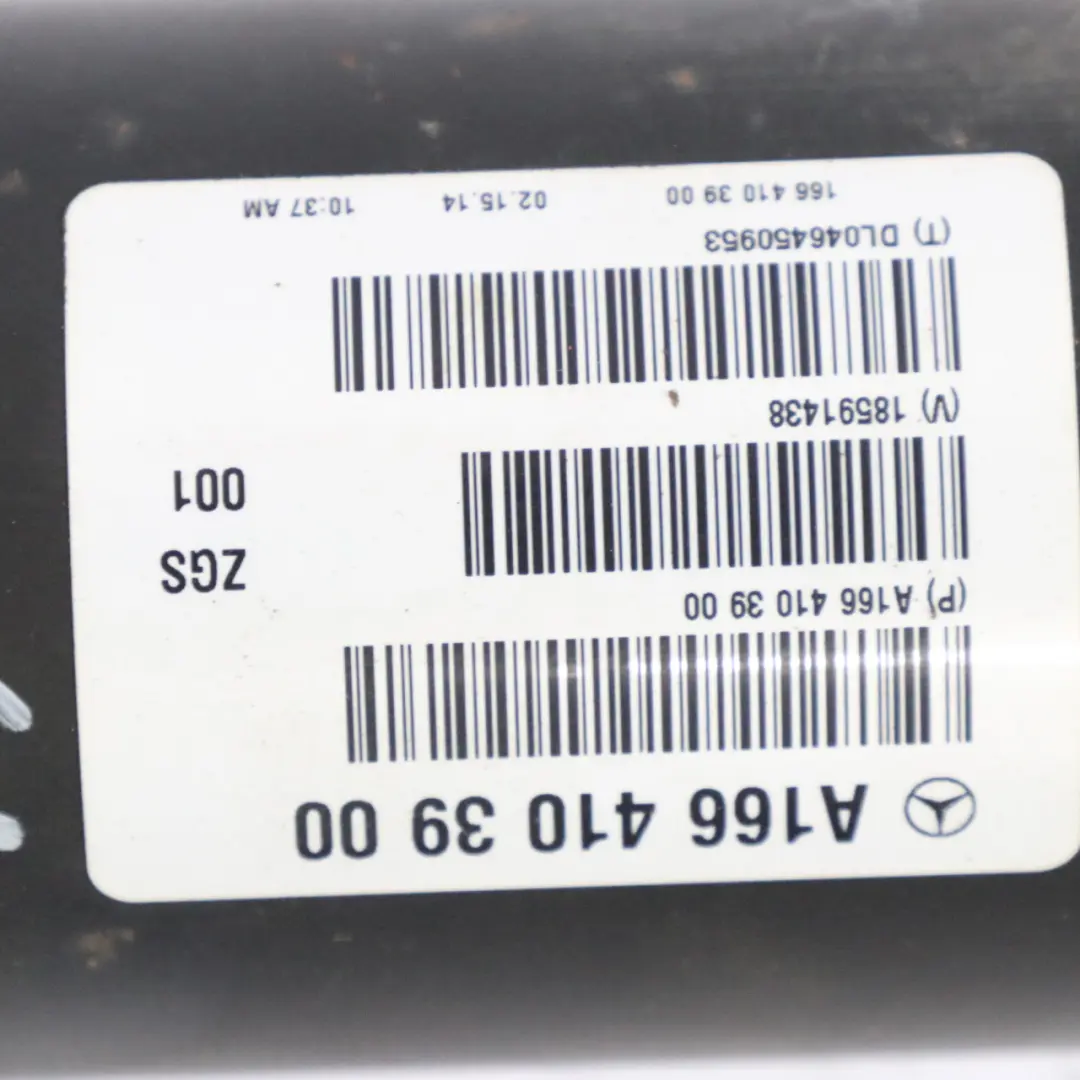 A166 410 39 00
(P) A166 410 39 00
ZGS
001
(V) 18591438
(T) DL046450953
166 410 39 00 02.15.14 10:37 AM